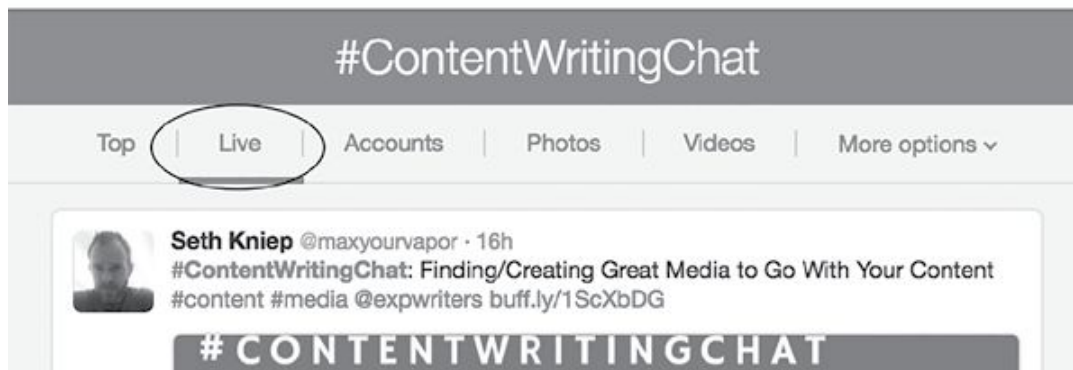 #ContentWritingChat
Top | Live | Accounts | Photos | Videos | More options
Seth Kniep @maxyourvapor · 16h
#ContentWritingChat: Finding/Creating Great Media to Go With Your Content
#content #media @expwriters buff.ly/1ScXbDG
#CONTENTWRITINGCHAT